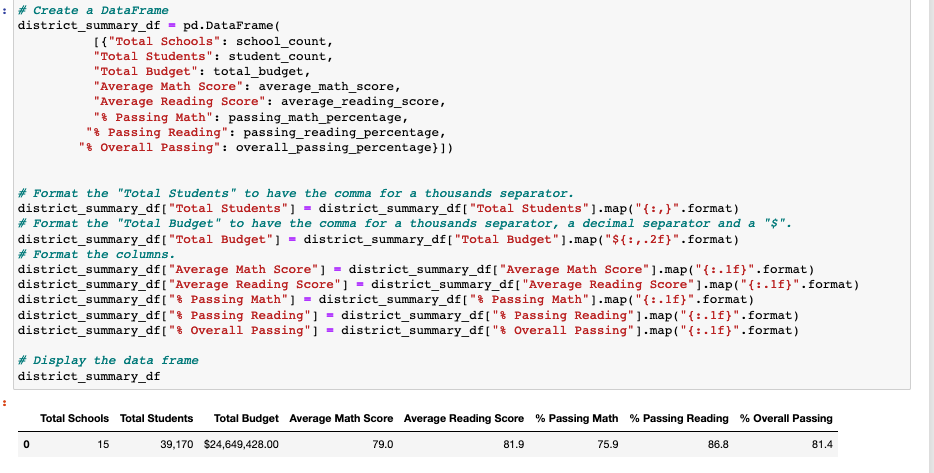 :
# Create a DataFrame
district_summary_df = pd.DataFrame(
[{"Total Schools": school_count,
"Total Students": student_count,
"Total Budget": total_budget,
"Average Math Score": average_math_score,
"Average Reading Score": average_reading_score,
"% Passing Math": passing_math_percentage,
"% Passing Reading": passing_reading_percentage,
"% Overall Passing": overall_passing_percentage}])
# Format the "Total Students" to have the comma for a thousands separator.
district_summary_df["Total Students"] = district_summary_df["Total Students"].map("{:,}".format)
# Format the "Total Budget" to have the comma for a thousands separator, a decimal separator and a "$".
district_summary_df["Total Budget"] = district_summary_df["Total Budget"].map("${:,.2f}".format)
# Format the columns.
district_summary_df["Average Math Score"] = district_summary_df["Average Math Score"].map("{:.1f}".format)
district_summary_df["Average Reading Score"] = district_summary_df["Average Reading Score"].map("{:.1f}".format)
district_summary_df["% Passing Math"] = district_summary_df["% Passing Math"].map("{:.1f}".format)
district_summary_df["% Passing Reading"] = district_summary_df["% Passing Reading"].map("{:.1f}".format)
district_summary_df["% Overall Passing"] = district_summary_df["% Overall Passing"].map("{:.1f}".format)
# Display the data frame
district_summary_df
:
Total Schools Total Students Total Budget Average Math Score Average Reading Score % Passing Math % Passing Reading % Overall Passing
0 15 39,170 $24,649,428.00 79.0 81.9 75.9 86.8 81.4